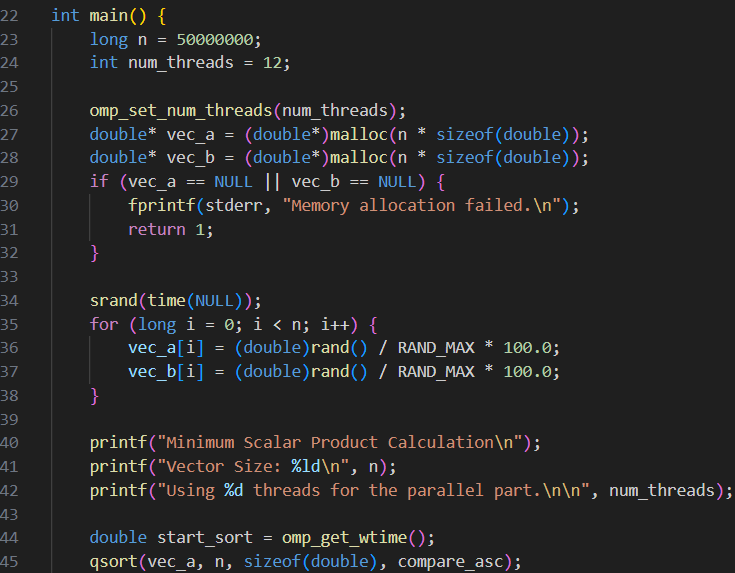 22 int main() {
23     long n = 50000000;
24     int num_threads = 12;
25
26     omp_set_num_threads(num_threads);
27     double* vec_a = (double*)malloc(n * sizeof(double));
28     double* vec_b = (double*)malloc(n * sizeof(double));
29     if (vec_a == NULL || vec_b == NULL) {
30         fprintf(stderr, "Memory allocation failed.\n");
31         return 1;
32     }
33
34     srand(time(NULL));
35     for (long i = 0; i < n; i++) {
36         vec_a[i] = (double)rand() / RAND_MAX * 100.0;
37         vec_b[i] = (double)rand() / RAND_MAX * 100.0;
38     }
39
40     printf("Minimum Scalar Product Calculation\n");
41     printf("Vector Size: %ld\n", n);
42     printf("Using %d threads for the parallel part.\n\n", num_threads);
43
44     double start_sort = omp_get_wtime();
45     qsort(vec_a, n, sizeof(double), compare_asc);